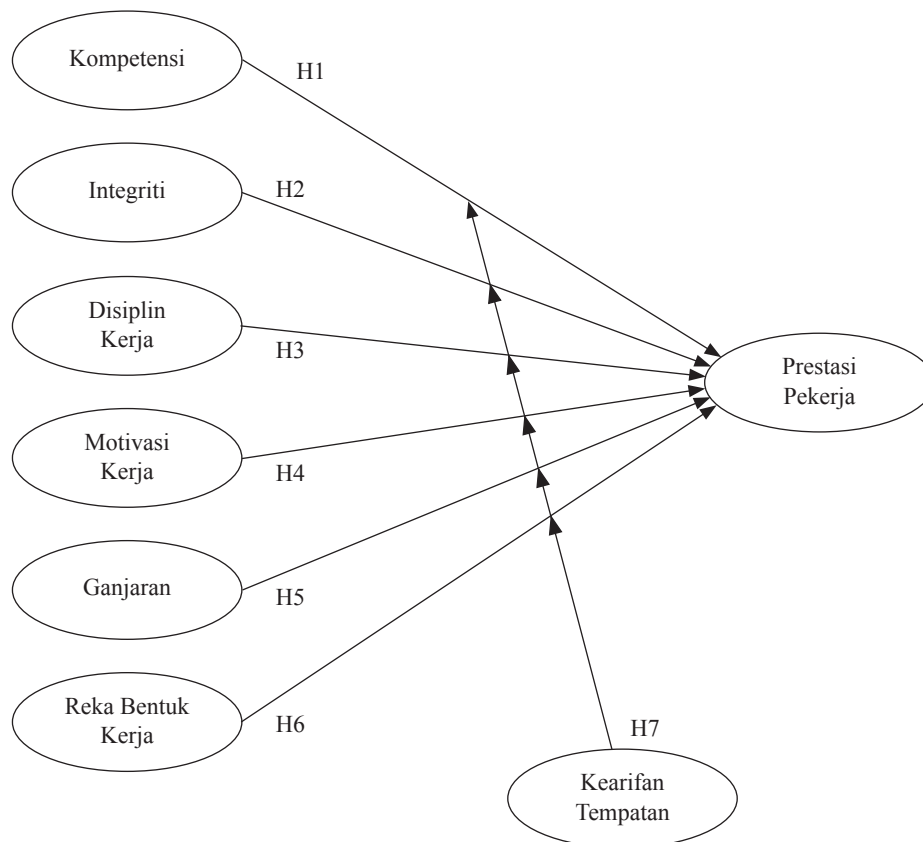 Kompetensi
H1
Integriti
H2
Disiplin
Kerja
H3
Prestasi
Pekerja
Motivasi
Kerja
H4
Ganjaran
H5
Reka Bentuk
Kerja
H6
H7
Kearifan
Tempatan